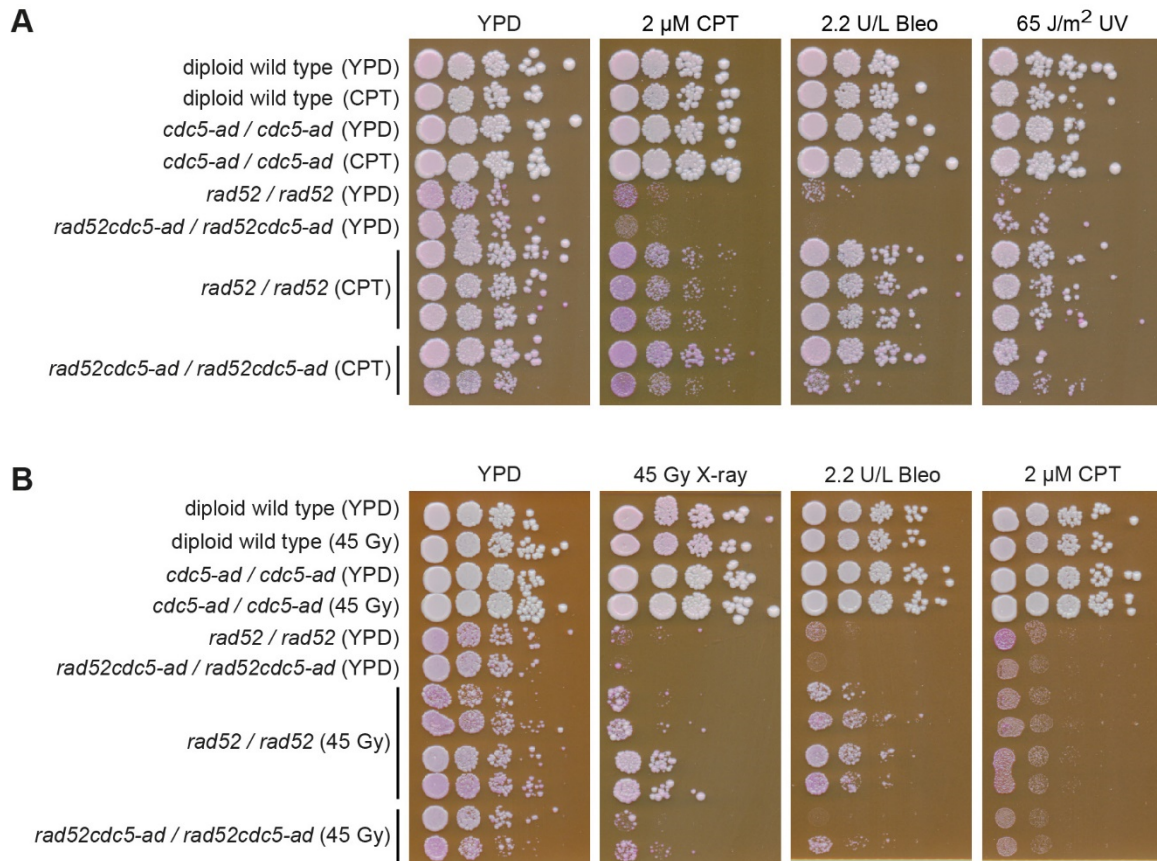 A
YPD
2 µM CPT
2.2 U/L Bleo
65 J/m² UV
diploid wild type (YPD)
diploid wild type (CPT)
cdc5-ad / cdc5-ad (YPD)
cdc5-ad / cdc5-ad (CPT)
rad52 / rad52 (YPD)
rad52cdc5-ad / rad52cdc5-ad (YPD)
rad52 / rad52 (CPT)
rad52cdc5-ad / rad52cdc5-ad (CPT)
B
YPD
45 Gy X-ray
2.2 U/L Bleo
2 µM CPT
diploid wild type (YPD)
diploid wild type (45 Gy)
cdc5-ad / cdc5-ad (YPD)
cdc5-ad / cdc5-ad (45 Gy)
rad52 / rad52 (YPD)
rad52cdc5-ad / rad52cdc5-ad (YPD)
rad52 / rad52 (45 Gy)
rad52cdc5-ad / rad52cdc5-ad (45 Gy)